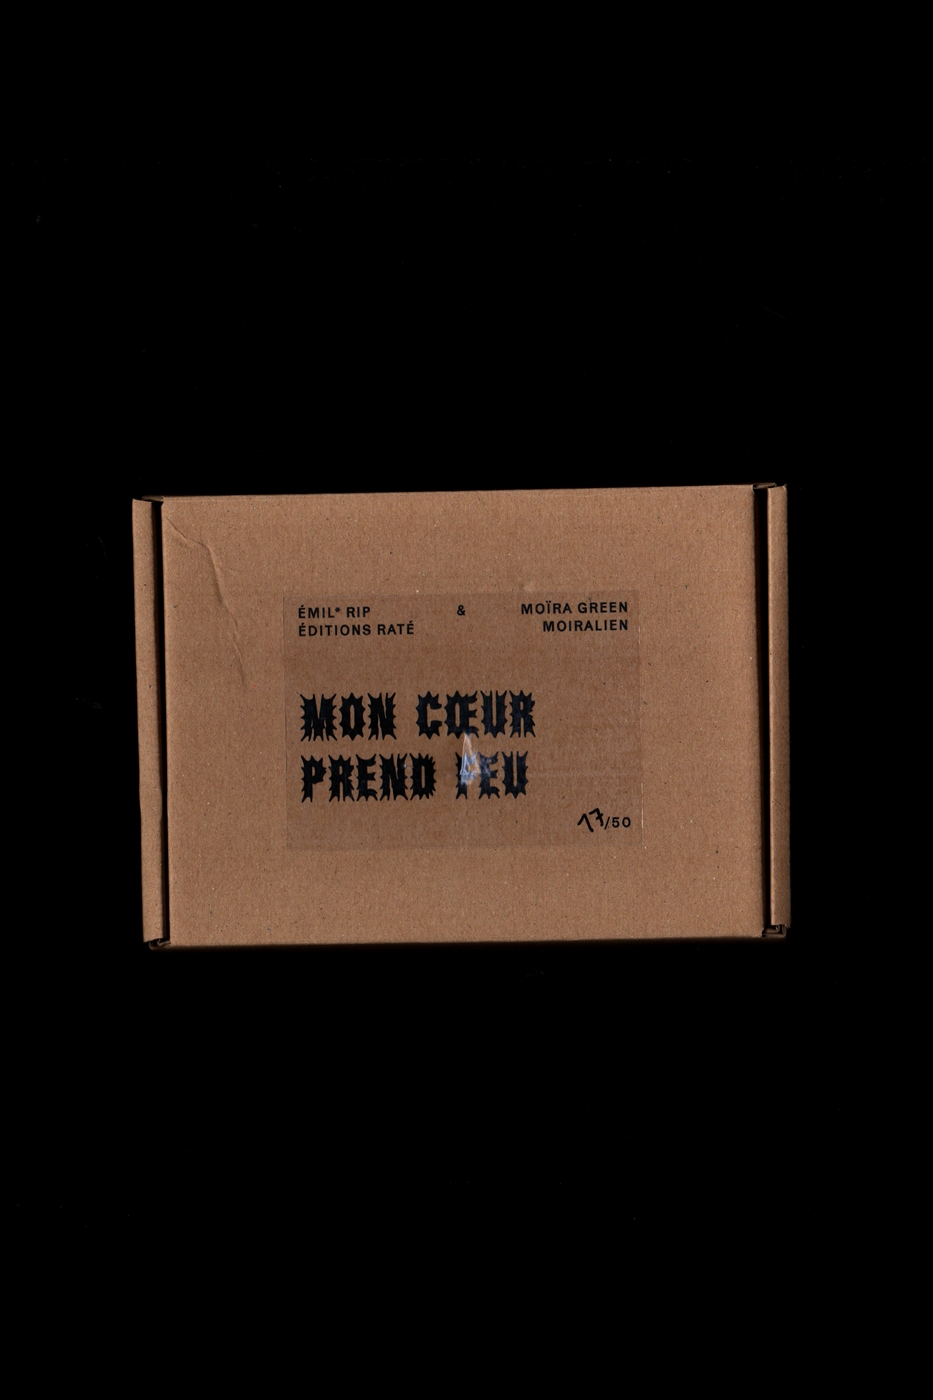 ÉMIL* RIP & MOÏRA GREEN
ÉDITIONS RATÉ MOIRALIEN
MON CŒUR
PREND FEU
17/50